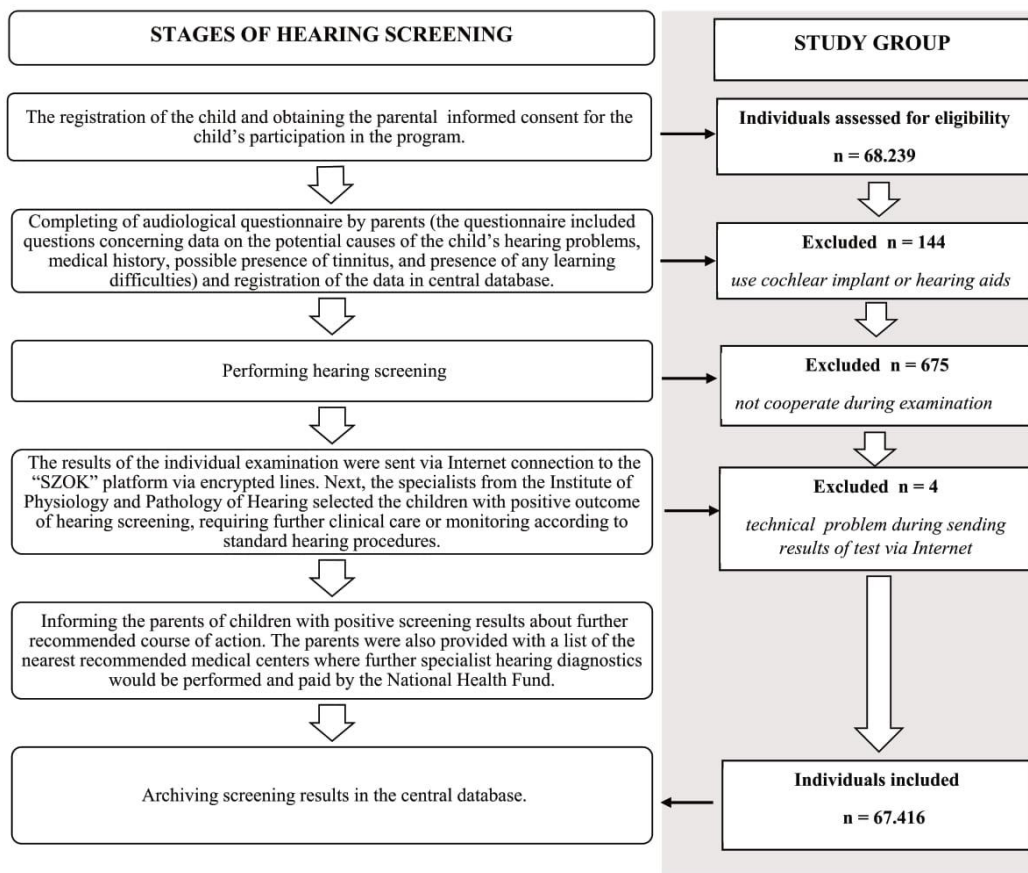 STAGES OF HEARING SCREENING
The registration of the child and obtaining the parental informed consent for the
child's participation in the program.
Completing of audiological questionnaire by parents (the questionnaire included
questions concerning data on the potential causes of the child's hearing problems,
medical history, possible presence of tinnitus, and presence of any learning
difficulties) and registration of the data in central database.
Performing hearing screening
The results of the individual examination were sent via Internet connection to the
"SZOK" platform via encrypted lines. Next, the specialists from the Institute of
Physiology and Pathology of Hearing selected the children with positive outcome
of hearing screening, requiring further clinical care or monitoring according to
standard hearing procedures.
Informing the parents of children with positive screening results about further
recommended course of action. The parents were also provided with a list of the
nearest recommended medical centers where further specialist hearing diagnostics
would be performed and paid by the National Health Fund.
Archiving screening results in the central database.
STUDY GROUP
Individuals assessed for eligibility
n = 68.239
Excluded n = 144
use cochlear implant or hearing aids
Excluded n = 675
not cooperate during examination
Excluded n = 4
technical problem during sending
results of test via Internet
Individuals included
n = 67.416